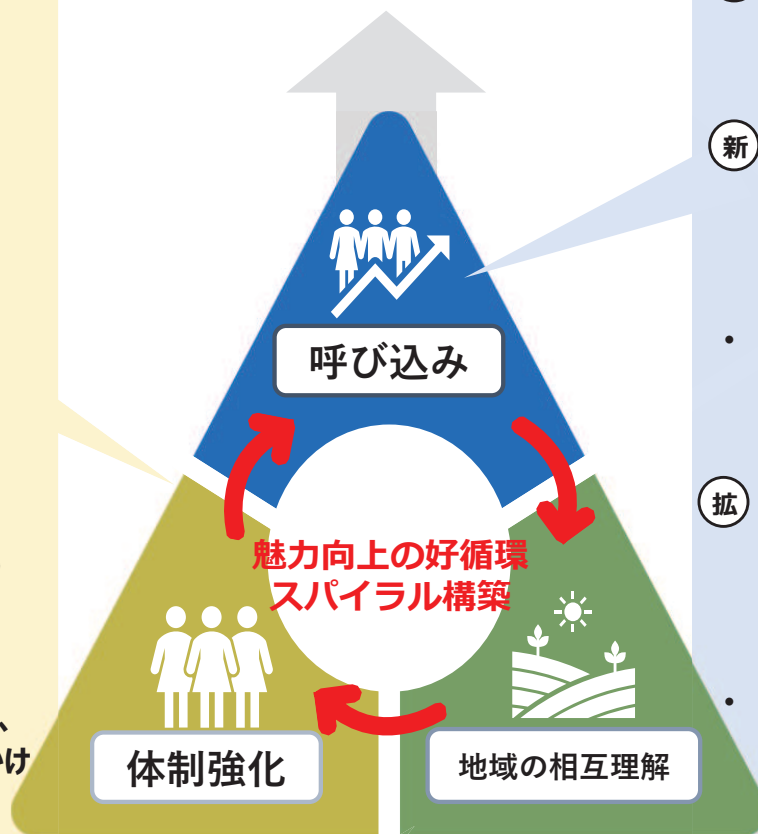 新
呼び込み
拡
魅力向上の好循環
スパイラル構築
、
け
体制強化
地域の相互理解